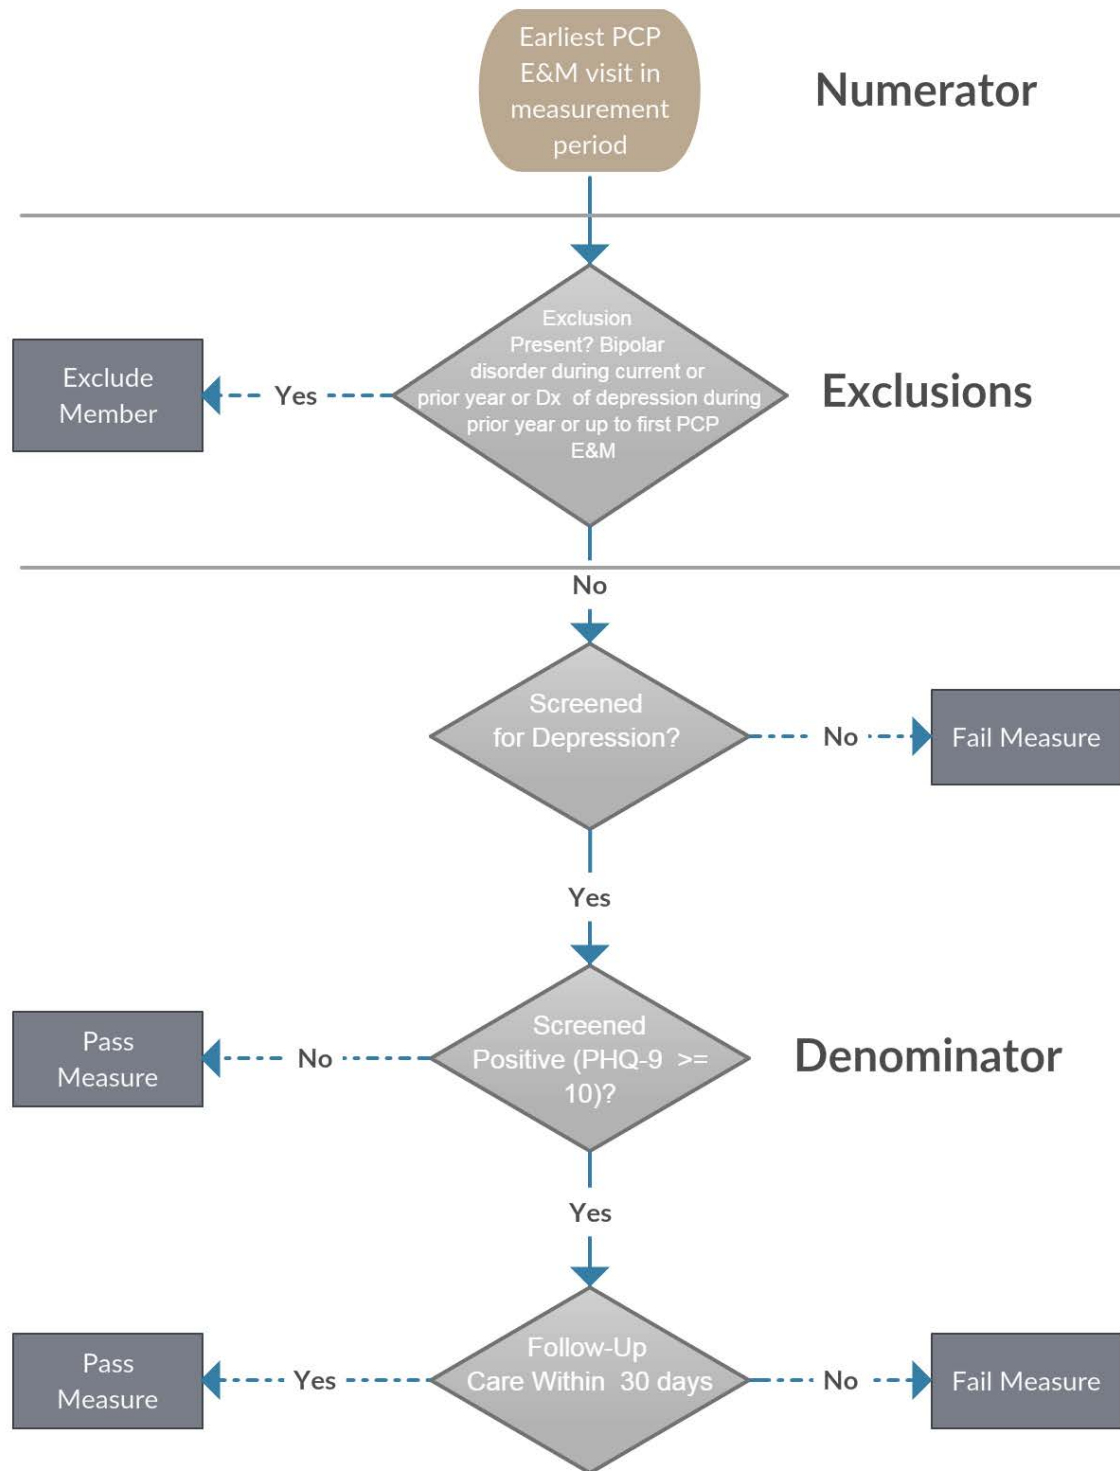 Earliest PCP
E&M visit in
measurement
period
Numerator
Exclusion
Present? Bipolar
disorder during current or
prior year or Dx of depression during
prior year or up to first PCP
E&M
Yes
Exclude
Member
Exclusions
No
Screened
for Depression?
No
Fail Measure
Yes
Screened
Positive (PHQ-9 >=
10)?
No
Pass
Measure
Denominator
Yes
Follow-Up
Care Within 30 days
Yes
Pass
Measure
No
Fail Measure